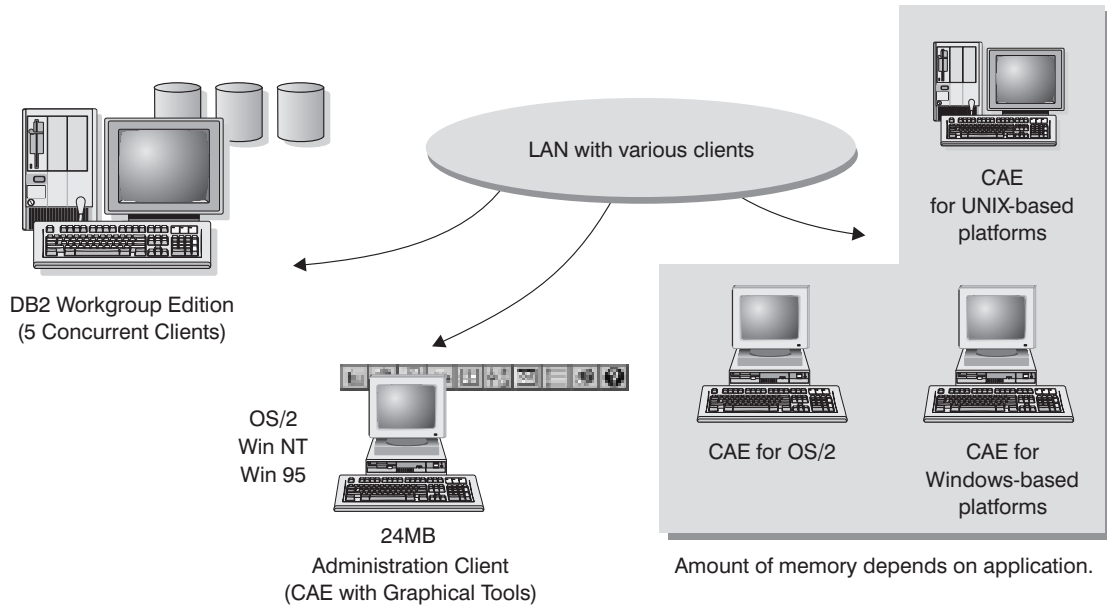 LAN with various clients
CAE
for UNIX-based
platforms
DB2 Workgroup Edition
(5 Concurrent Clients)
OS/2
Win NT
Win 95
24MB
Administration Client
(CAE with Graphical Tools)
CAE for OS/2
CAE for
Windows-based
platforms
Amount of memory depends on application.